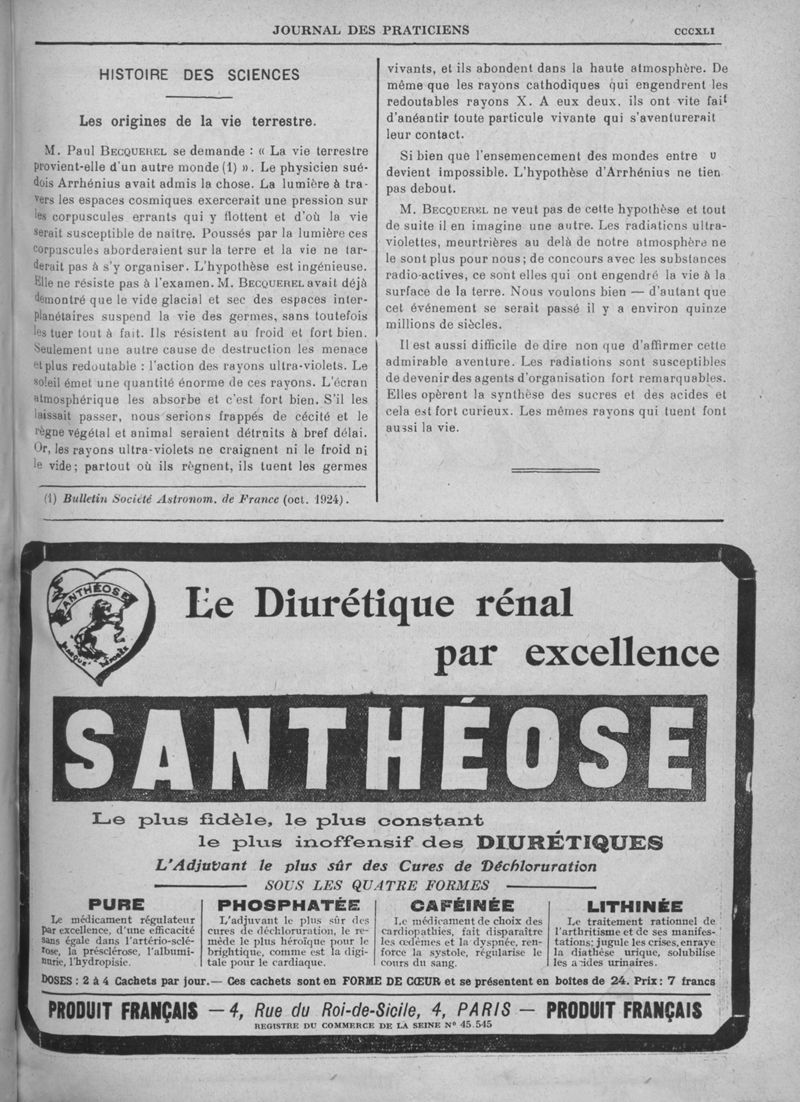 JOURNAL DES PRATICIENS
CCCXLI
HISTOIRE DES SCIENCES
Les origines de la vie terrestre.
M. Paul BECQUEREL se demande : « La vie terrestre
provient-elle d'un autre monde (1) ». Le physicien sué-
dois Arrhénius avait admis la chose. La lumière à tra-
vers les espaces cosmiques exercerait une pression sur
les corpuscules errants qui y flottent et d'où la vie
serait susceptible de naître. Poussés par la lumière ces
corpuscules aborderaient sur la terre et la vie ne tar-
derait pas à s'y organiser. L'hypothèse est ingénieuse.
Elle ne résiste pas à l'examen. M. BECQUEREL avait déjà
démontré que le vide glacial et sec des espaces inter-
planétaires suspend la vie des germes, sans toutefois
les tuer tout à fait. Ils résistent au froid et fort bien.
Seulement une autre cause de destruction les menace
et plus redoutable : l'action des rayons ultra-violets. Le
soleil émet une quantité énorme de ces rayons. L'écran
atmosphérique les absorbe et c'est fort bien. S'il les
laissait passer, nous serions frappés de cécité et le
règne végétal et animal seraient détruits à bref délai.
Or, les rayons ultra-violets ne craignent ni le froid ni
le vide ; partout où ils règnent, ils tuent les germes
(1) Bulletin Société Astronom. de France (oct. 1924).
vivants, et ils abondent dans la haute atmosphère. De
même que les rayons cathodiques qui engendrent les
redoutables rayons X. A eux deux, ils ont vite fait
d'anéantir toute particule vivante qui s'aventurerait
leur contact.
Si bien que l'ensemencement des mondes entre u
devient impossible. L'hypothèse d'Arrhénius ne tien
pas debout.
M. BECQUEREL ne veut pas de cette hypothèse et tout
de suite il en imagine une autre. Les radiations ultra-
violettes, meurtrières au delà de notre atmosphère ne
le sont plus pour nous ; de concours avec les substances
radio-actives, ce sont elles qui ont engendré la vie à la
surface de la terre. Nous voulons bien — d'autant que
cet événement se serait passé il y a environ quinze
millions de siècles.
Il est aussi difficile de dire non que d'affirmer cette
admirable aventure. Les radiations sont susceptibles
de devenir des agents d'organisation fort remarquables.
Elles opèrent la synthèse des sucres et des acides et
cela est fort curieux. Les mêmes rayons qui tuent font
aussi la vie.
SANTHÉOSE
MARQUE DÉPOSÉE
Le Diurétique rénal
par excellence
SANTHÉOSE
Le plus fidèle, le plus constant
le plus inoffensif des DIURÉTIQUES
L'Adjuvant le plus sûr des Cures de Déchloruration
SOUS LES QUATRE FORMES
PURE
Le médicament régulateur
par excellence, d'une efficacité
sans égale dans l'artério-sclé-
rose, la présclérose, l'albumi-
nurie, l'hydropisie.
PHOSPHATÉE
L'adjuvant le plus sûr des
cures de déchloruration, le re-
mède le plus héroïque pour le
brightique, comme est la digi-
tale pour le cardiaque.
CAFÉINÉE
Le médicament de choix des
cardiopathies, fait disparaître
les œdèmes et la dyspnée, ren-
force la systole, régularise le
cours du sang.
LITHINÉE
Le traitement rationnel de
l'arthritisme et de ses manifes-
tations ; jugule les crises, enraye
la diathèse urique, solubilise
les acides urinaires.
DOSES : 2 à 4 Cachets par jour. — Ces cachets sont en FORME DE CŒUR et se présentent en boîtes de 24. Prix : 7 francs
PRODUIT FRANÇAIS — 4, Rue du Roi-de-Sicile, 4, PARIS — PRODUIT FRANÇAIS
REGISTRE DU COMMERCE DE LA SEINE N° 45.545